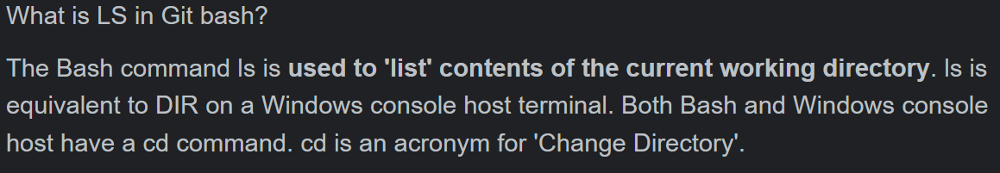 What is LS in Git bash?
The Bash command ls is used to 'list' contents of the current working directory. ls is
equivalent to DIR on a Windows console host terminal. Both Bash and Windows console
host have a cd command. cd is an acronym for 'Change Directory'.